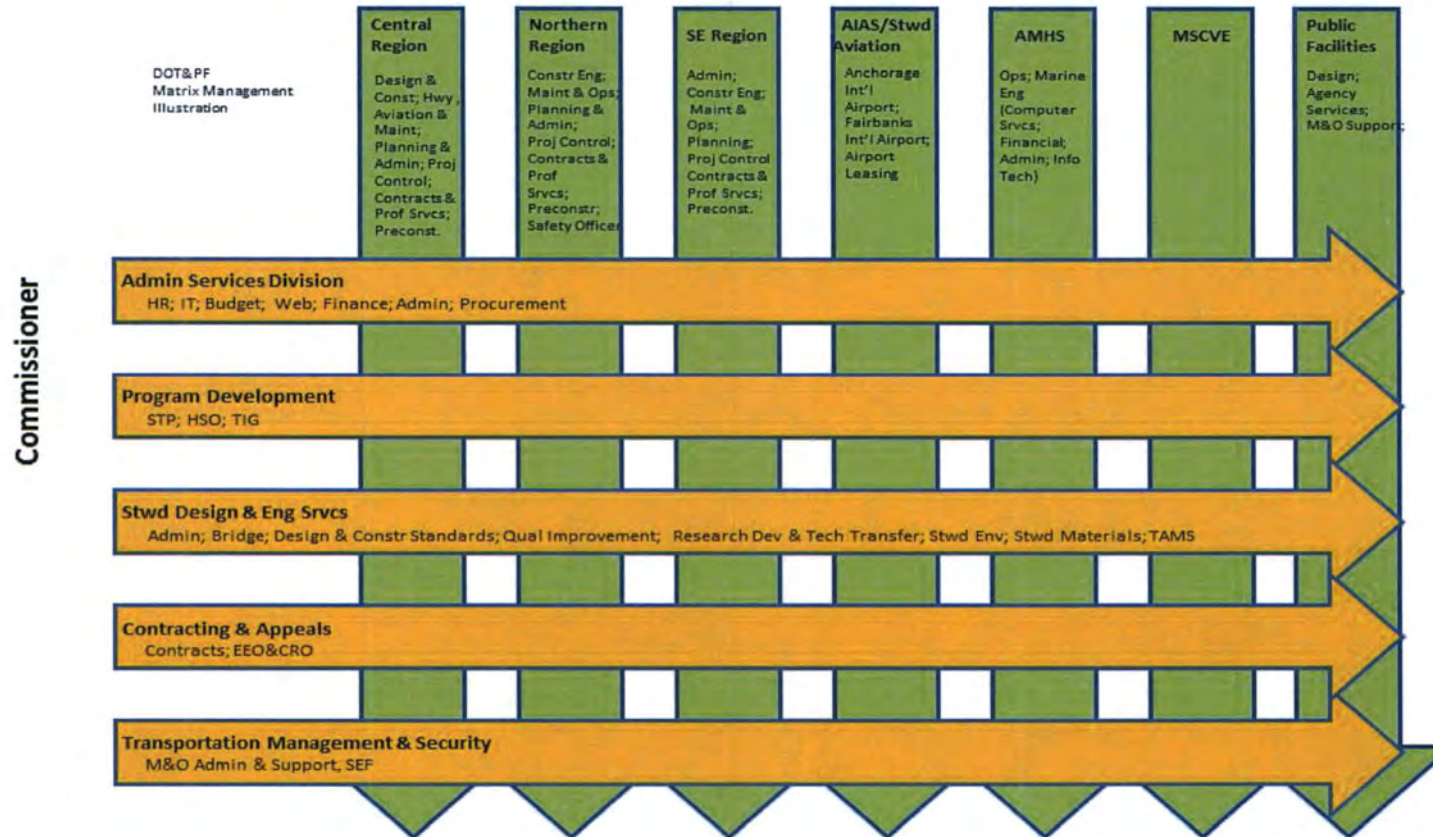 DOT&PF
Matrix Management
Illustration
Commissioner
Central
Region
Design &
Const; Hwy,
Aviation &
Maint;
Planning &
Admin; Proj
Control;
Contracts &
Prof Srvcs;
Preconst.
Northern
Region
Constr Eng;
Maint & Ops;
Planning &
Admin;
Proj Control;
Contracts &
Prof
Srvcs;
Preconstr;
Safety Officer
SE Region
Admin;
Constr Eng;
Maint &
Ops;
Planning;
Proj Control
Contracts &
Prof Srvcs;
Preconst.
AIAS/Stwd
Aviation
Anchorage
Int'l
Airport;
Fairbanks
Int'l Airport;
Airport
Leasing
AMHS
Ops; Marine
Eng
(Computer
Srvcs;
Financial;
Admin; Info
Tech)
MSCVE
Public
Facilities
Design;
Agency
Services;
M&O Support;
Admin Services Division
HR; IT; Budget; Web; Finance; Admin; Procurement
Program Development
STP; HSO; TIG
Stwd Design & Eng Srvcs
Admin; Bridge; Design & Constr Standards; Qual Improvement; Research Dev & Tech Transfer; Stwd Env; Stwd Materials; TAMS
Contracting & Appeals
Contracts; EEO&CRO
Transportation Management & Security
M&O Admin & Support, SEF